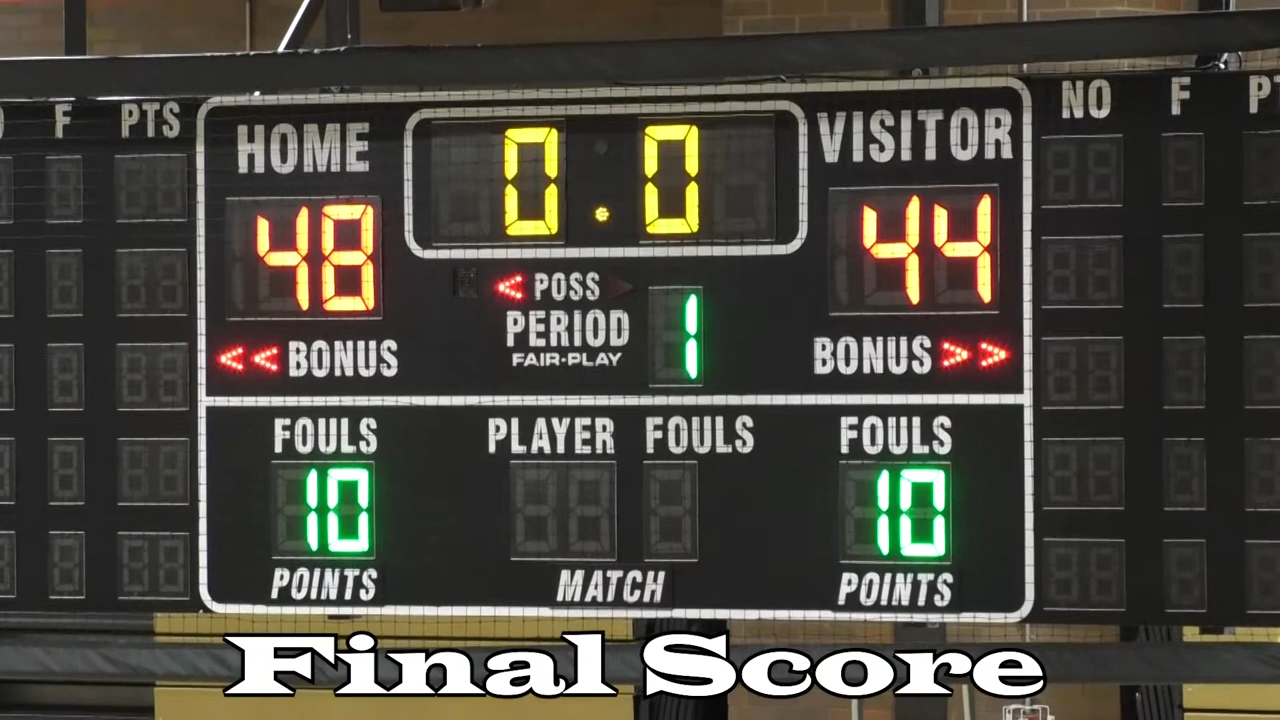 F PTS
HOME
0.0
VISITOR
NO F
48
44
< POSS
PERIOD 1
FAIR-PLAY
<< BONUS
BONUS >>
FOULS
PLAYER FOULS
FOULS
10
10
POINTS
MATCH
POINTS
Final Score